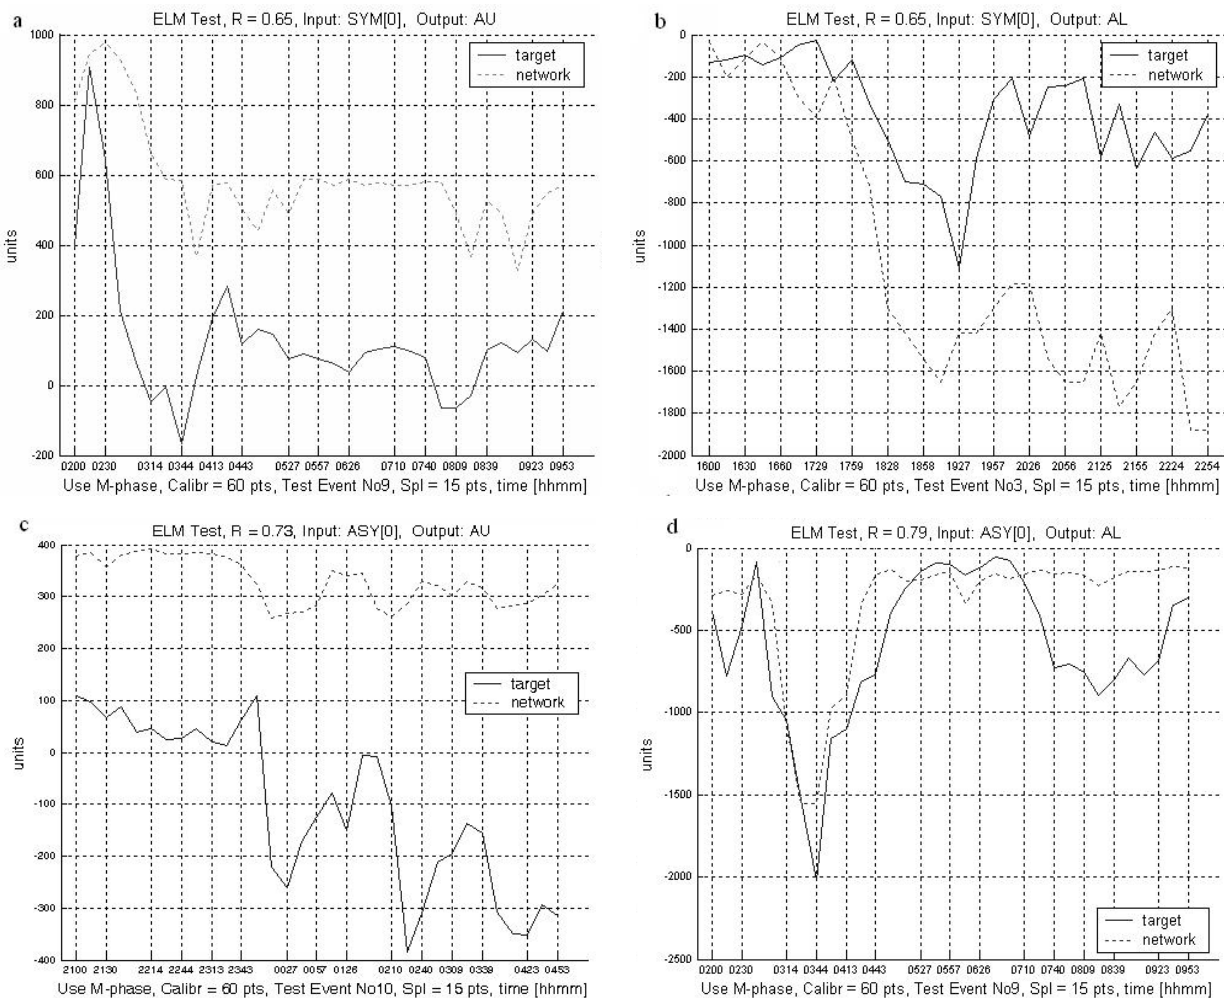 a
ELM Test, R = 0.65, Input: SYM[0], Output: AU
1000
800
600
400
200
0
-200
units
target
network
0200 0230 0314 0344 0413 0443 0527 0557 0626 0710 0740 0809 0839 0923 0953
Use M-phase, Calibr = 60 pts, Test Event No9, Spl = 15 pts, time [hhmm]
b
ELM Test, R = 0.65, Input: SYM[0], Output: AL
0
-200
-400
-600
-800
-1000
-1200
-1400
-1600
-1800
-2000
units
target
network
1600 1630 1660 1729 1759 1828 1858 1927 1957 2026 2056 2125 2155 2224 2254
Use M-phase, Calibr = 60 pts, Test Event No3, Spl = 15 pts, time [hhmm]
c
ELM Test, R = 0.73, Input: ASY[0], Output: AU
400
300
200
100
0
-100
-200
-300
-400
units
target
network
2100 2130 2214 2244 2313 2343 0027 0057 0126 0210 0240 0309 0339 0423 0453
Use M-phase, Calibr = 60 pts, Test Event No10, Spl = 15 pts, time [hhmm]
d
ELM Test, R = 0.79, Input: ASY[0], Output: AL
0
-500
-1000
-1500
-2000
-2500
units
target
network
0200 0230 0314 0344 0413 0443 0527 0557 0626 0710 0740 0809 0839 0923 0953
Use M-phase, Calibr = 60 pts, Test Event No9, Spl = 15 pts, time [hhmm]